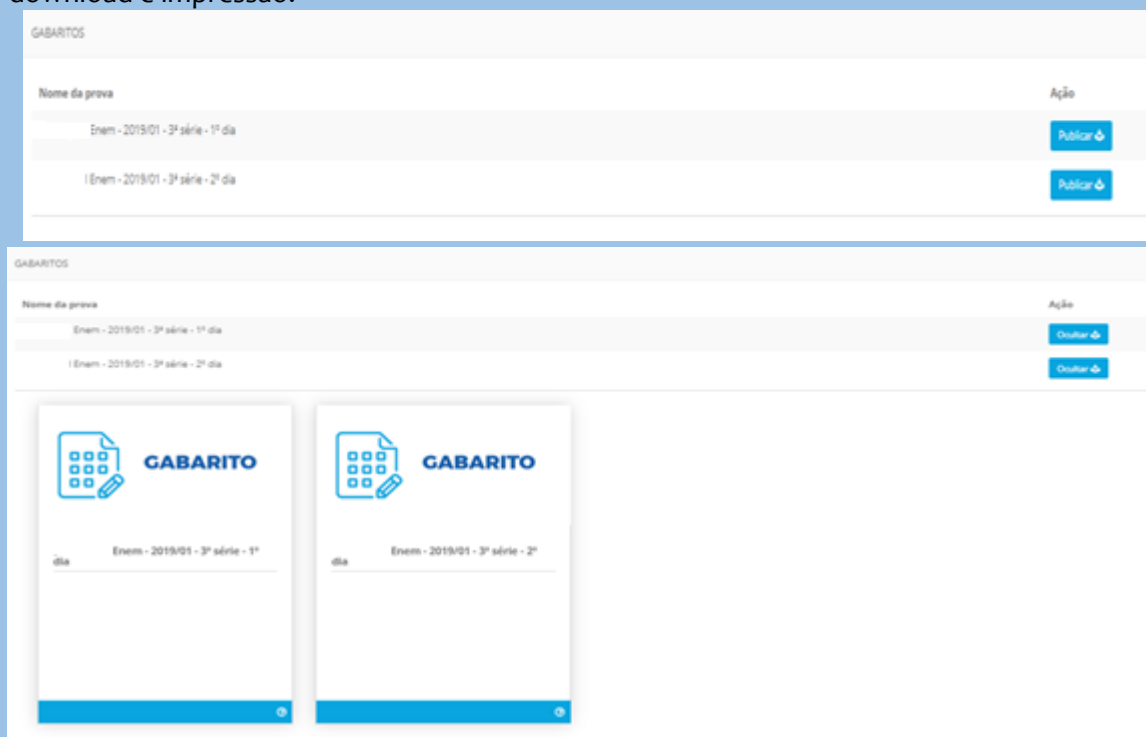 download e impressão.
GABARITOS
Nome da prova Ação
Enem - 2019/01 - 3ª série - 1º dia Publicar
Enem - 2019/01 - 3ª série - 2º dia Publicar
GABARITOS
Nome da prova Ação
Enem - 2019/01 - 3ª série - 1º dia Ocultar
Enem - 2019/01 - 3ª série - 2º dia Ocultar
GABARITO GABARITO
Enem - 2019/01 - 3ª série - 1º Enem - 2019/01 - 3ª série - 2º
dia dia